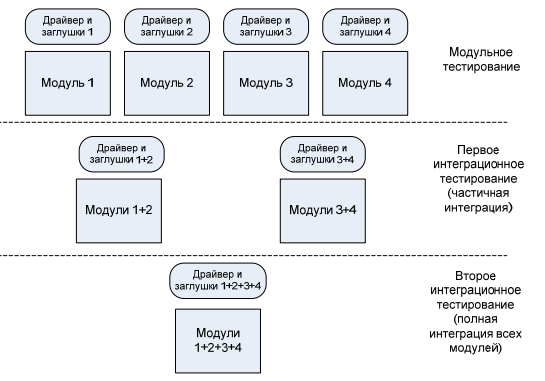 Драйвер и
заглушки 1
Драйвер и
заглушки 2
Драйвер и
заглушки 3
Драйвер и
заглушки 4
Модуль 1
Модуль 2
Модуль 3
Модуль 4
Модульное
тестирование
Драйвер и
заглушки 1+2
Драйвер и
заглушки 3+4
Модули 1+2
Модули 3+4
Первое
интеграционное
тестирование
(частичная
интеграция)
Драйвер и
заглушки 1+2+3+4
Модули
1+2+3+4
Второе
интеграционное
тестирование
(полная
интеграция всех
модулей)